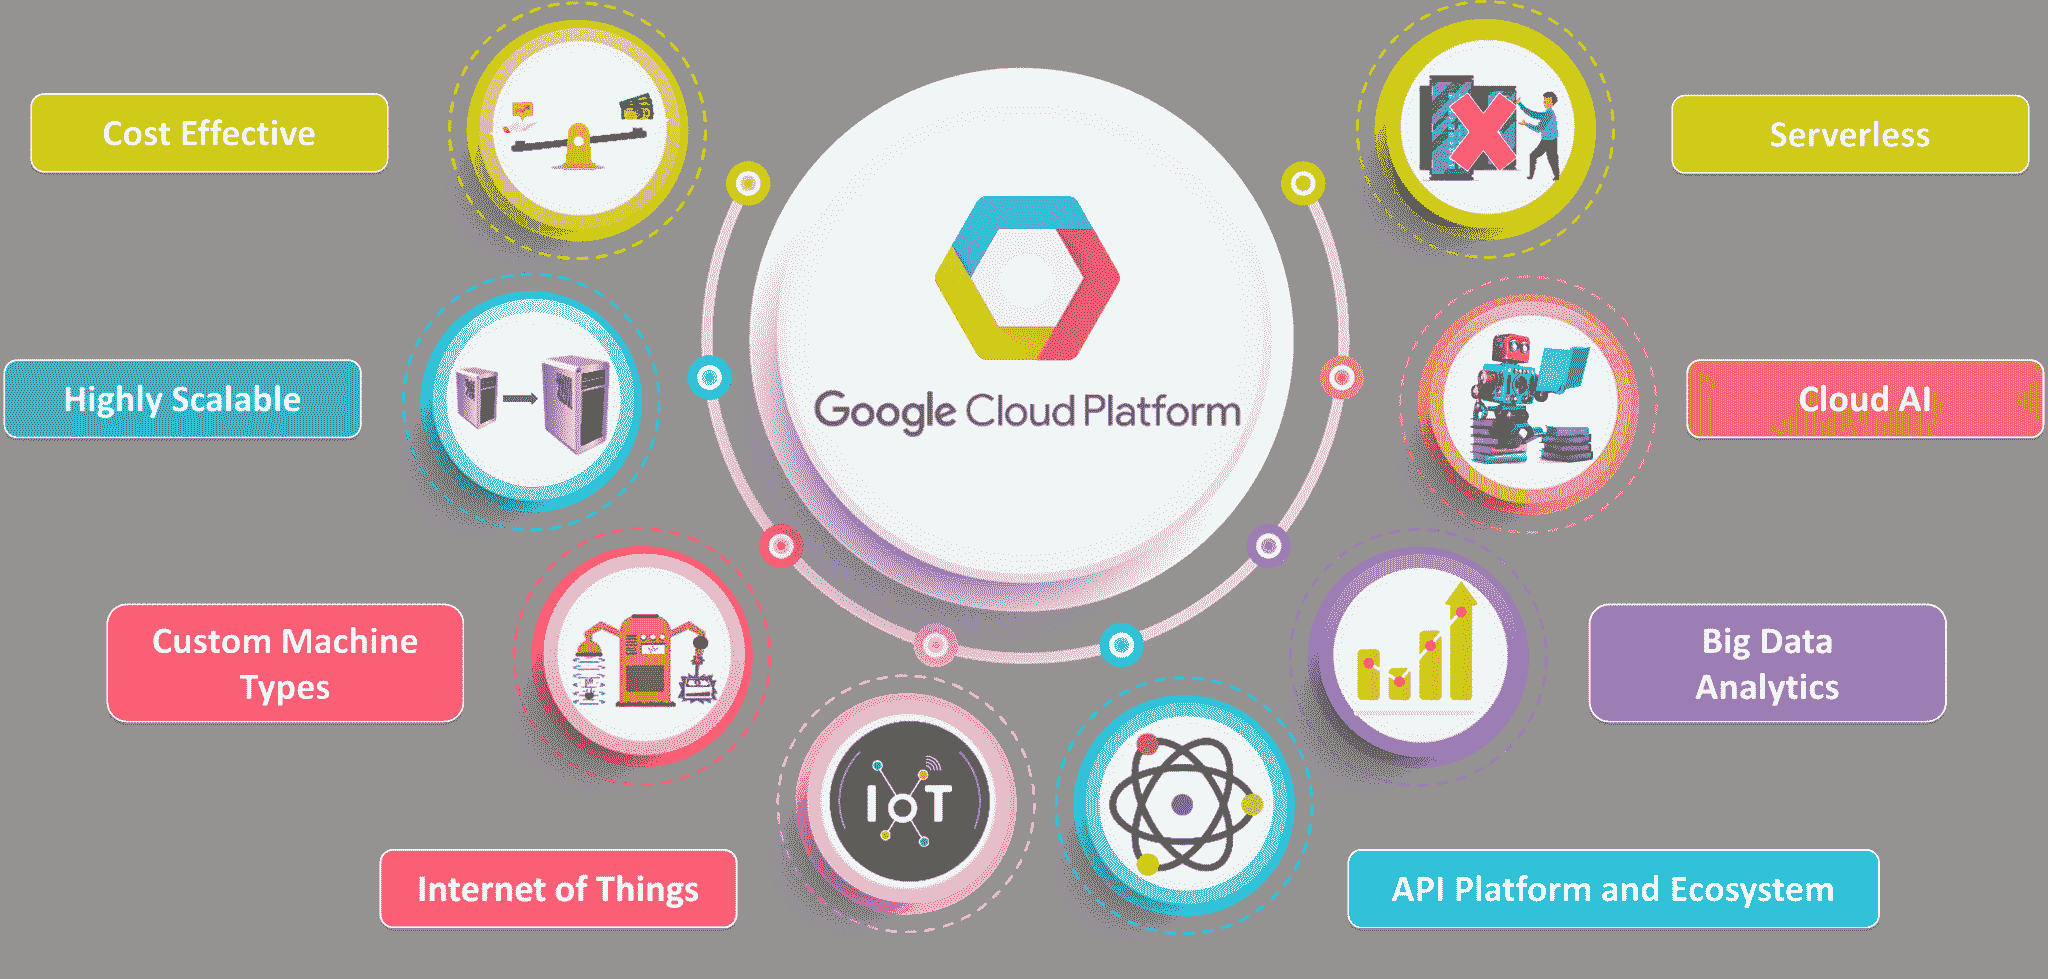 Cost Effective
Serverless
Highly Scalable
Google Cloud Platform
Cloud AI
Custom Machine
Types
Big Data
Analytics
IoT
Internet of Things
API Platform and Ecosystem